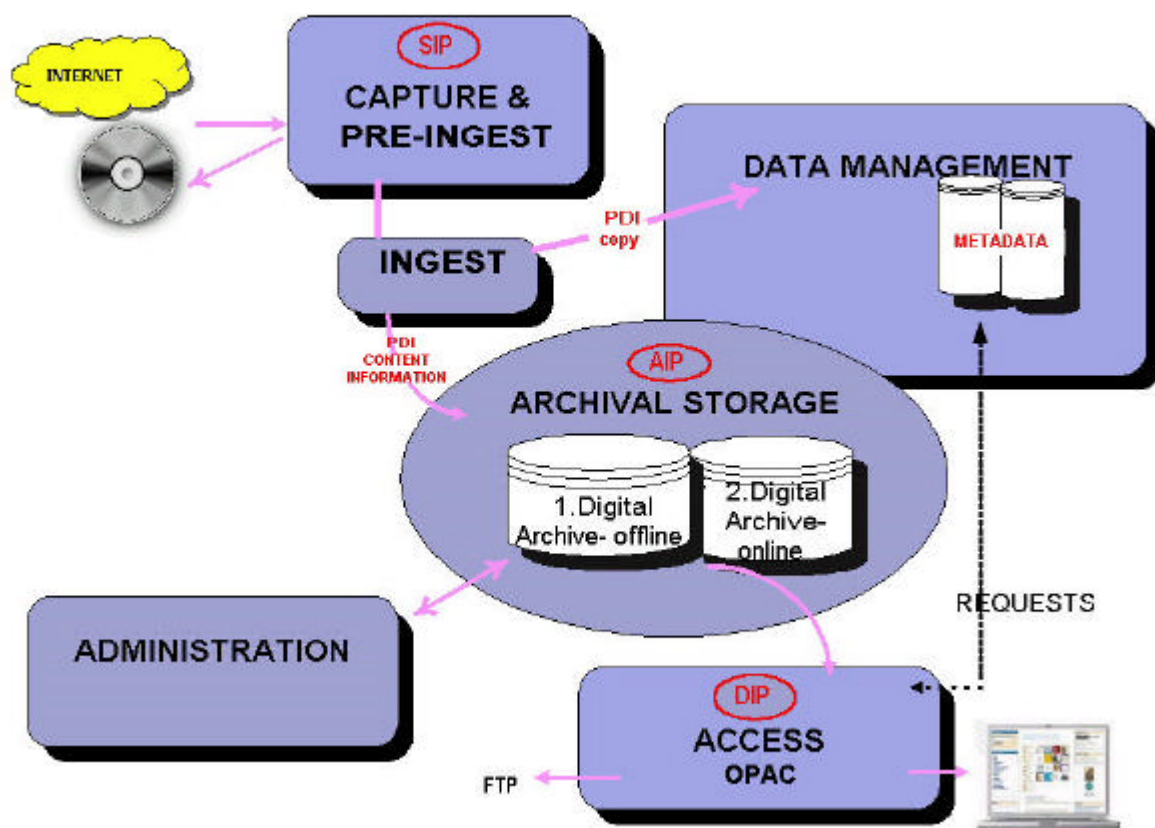 INTERNET
SIP
CAPTURE &
PRE-INGEST
DATA MANAGEMENT
METADATA
PDI
copy
INGEST
PDI
CONTENT
INFORMATION
AIP
ARCHIVAL STORAGE
1.Digital
Archive- offline
2.Digital
Archive-
online
REQUESTS
ADMINISTRATION
DIP
ACCESS
OPAC
FTP